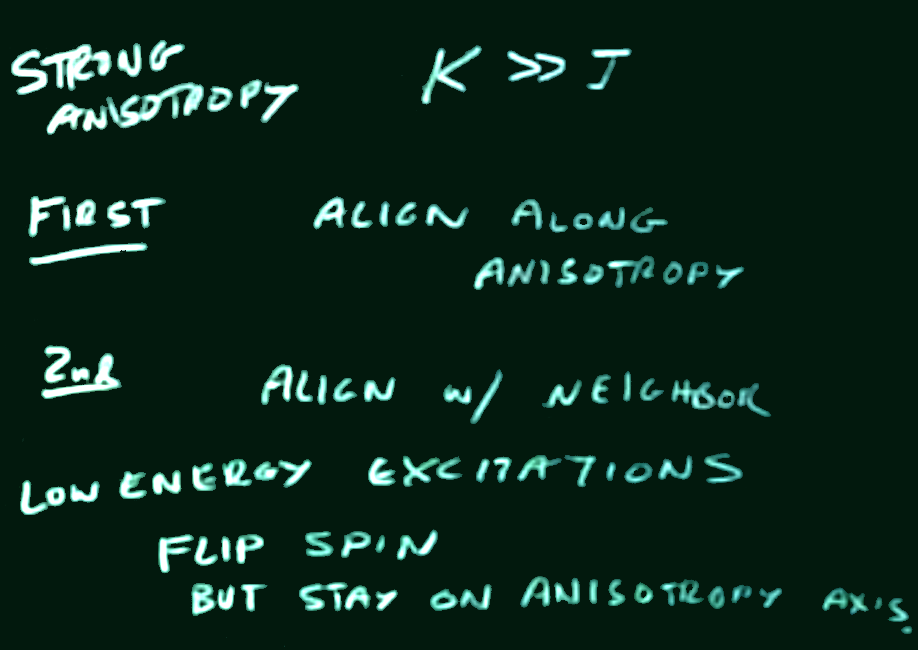 STRONG
ANISOTROPY K >> J
FIRST ALIGN ALONG
ANISOTROPY
2nd ALIGN w/ NEIGHBOR
LOW ENERGY EXCITATIONS
FLIP SPIN
BUT STAY ON ANISOTROPY AXIS.